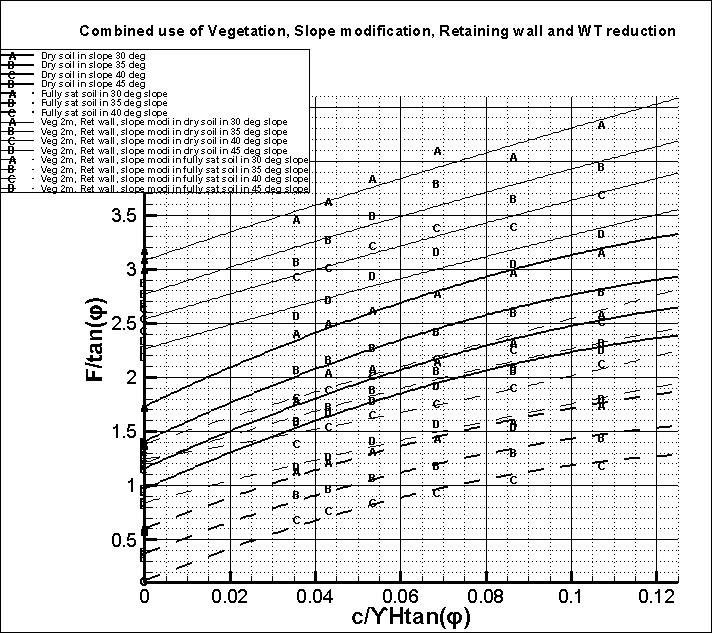 Combined use of Vegetation, Slope modification, Retaining wall and WT reduction
A Dry soil in slope 30 deg
B Dry soil in slope 35 deg
C Dry soil in slope 40 deg
B Dry soil in slope 45 deg
A Fully sat soil in 30 deg slope
B Fully sat soil in 35 deg slope
C Fully sat soil in 40 deg slope
A Veg 2m, Ret wall, slope modi in dry soil in 30 deg slope
B Veg 2m, Ret wall, slope modi in dry soil in 35 deg slope
C Veg 2m, Ret wall, slope modi in dry soil in 40 deg slope
D Veg 2m, Ret wall, slope modi in dry soil in 45 deg slope
A Veg 2m, Ret wall, slope modi in fully sat soil in 30 deg slope
B Veg 2m, Ret wall, slope modi in fully sat soil in 35 deg slope
C Veg 2m, Ret wall, slope modi in fully sat soil in 40 deg slope
D Veg 2m, Ret wall, slope modi in fully sat soil in 45 deg slope
3.5
3
2.5
2
1.5
1
0.5
F/tan(φ)
0 0.02 0.04 0.06 0.08 0.1 0.12
c/ϒHtan(φ)